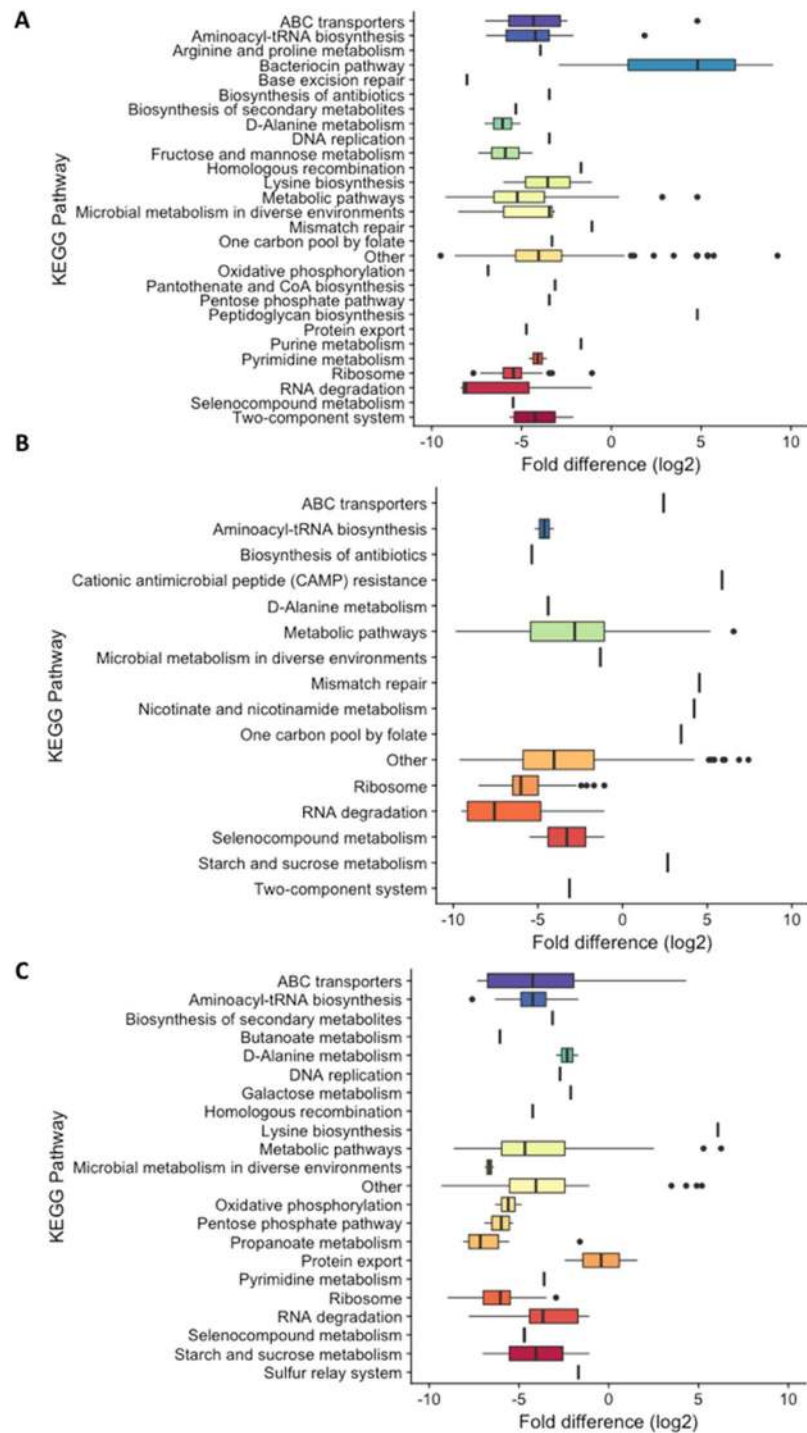 A
KEGG Pathway
ABC transporters
Aminoacyl-tRNA biosynthesis
Arginine and proline metabolism
Bacteriocin pathway
Base excision repair
Biosynthesis of antibiotics
Biosynthesis of secondary metabolites
D-Alanine metabolism
DNA replication
Fructose and mannose metabolism
Homologous recombination
Lysine biosynthesis
Metabolic pathways
Microbial metabolism in diverse environments
Mismatch repair
One carbon pool by folate
Other
Oxidative phosphorylation
Pantothenate and CoA biosynthesis
Pentose phosphate pathway
Peptidoglycan biosynthesis
Protein export
Purine metabolism
Pyrimidine metabolism
Ribosome
RNA degradation
Selenocompound metabolism
Two-component system
-10 -5 0 5 10
Fold difference (log2)
B
KEGG Pathway
ABC transporters
Aminoacyl-tRNA biosynthesis
Biosynthesis of antibiotics
Cationic antimicrobial peptide (CAMP) resistance
D-Alanine metabolism
Metabolic pathways
Microbial metabolism in diverse environments
Mismatch repair
Nicotinate and nicotinamide metabolism
One carbon pool by folate
Other
Ribosome
RNA degradation
Selenocompound metabolism
Starch and sucrose metabolism
Two-component system
-10 -5 0 5 10
Fold difference (log2)
C
KEGG Pathway
ABC transporters
Aminoacyl-tRNA biosynthesis
Biosynthesis of secondary metabolites
Butanoate metabolism
D-Alanine metabolism
DNA replication
Galactose metabolism
Homologous recombination
Lysine biosynthesis
Metabolic pathways
Microbial metabolism in diverse environments
Other
Oxidative phosphorylation
Pentose phosphate pathway
Propanoate metabolism
Protein export
Pyrimidine metabolism
Ribosome
RNA degradation
Selenocompound metabolism
Starch and sucrose metabolism
Sulfur relay system
-10 -5 0 5 10
Fold difference (log2)